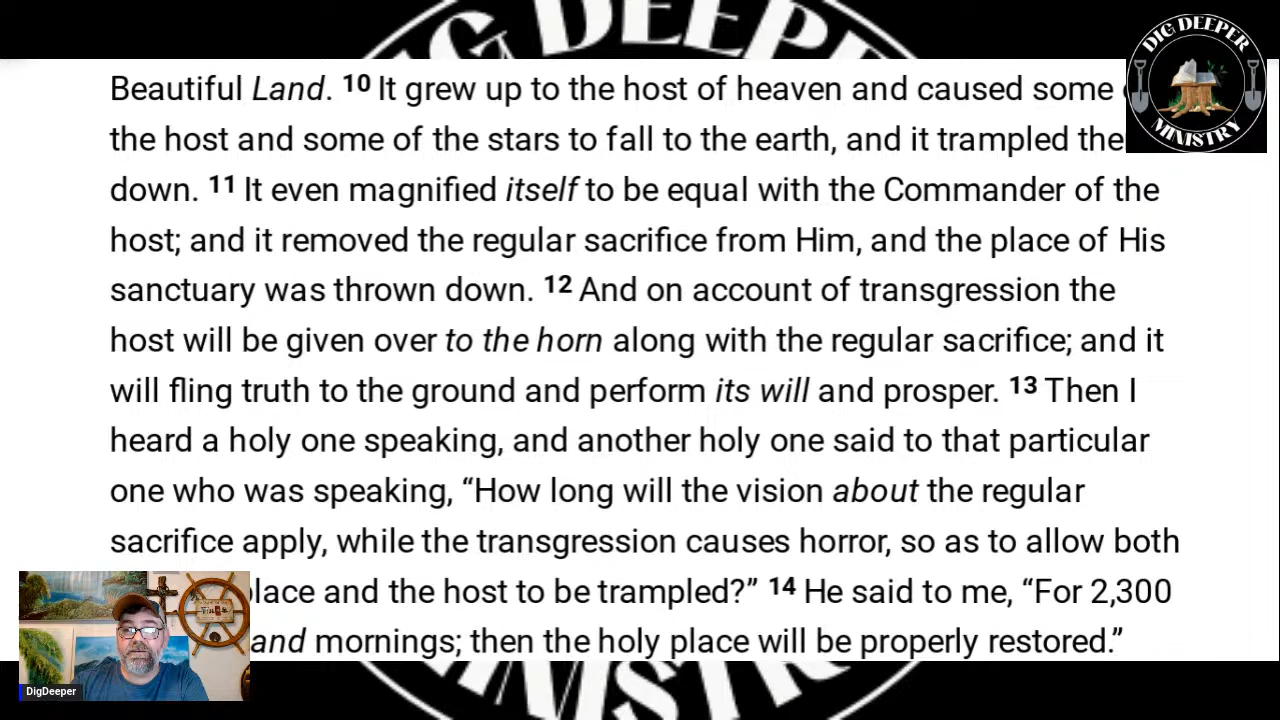 DIG DEEPER
Beautiful Land. 10 It grew up to the host of heaven and caused some
the host and some of the stars to fall to the earth, and it trampled
down. 11 It even magnified itself to be equal with the Commander of the
host; and it removed the regular sacrifice from Him, and the place of His
sanctuary was thrown down. 12 And on account of transgression the
host will be given over to the horn along with the regular sacrifice; and it
will fling truth to the ground and perform its will and prosper. 13 Then I
heard a holy one speaking, and another holy one said to that particular
one who was speaking, “How long will the vision about the regular
sacrifice apply, while the transgression causes horror, so as to allow both
and the host to be trampled?” 14 He said to me, “For 2,300
and mornings; then the holy place will be properly restored.”
DIG DEEPER
MINISTRY
DigDeeper
MINISTRY